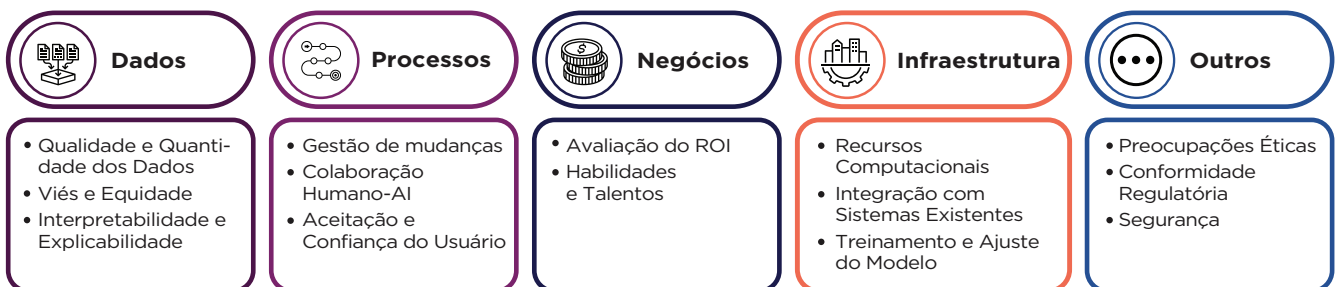 Dados
Qualidade e Quanti-
dade dos Dados
Viés e Equidade
Interpretabilidade e
Explicabilidade
Processos
Gestão de mudanças
Colaboração
Humano-AI
Aceitação e
Confiança do Usuário
$
Negócios
Avaliação do ROI
Habilidades
e Talentos
Infraestrutura
Recursos
Computacionais
Integração com
Sistemas Existentes
Treinamento e Ajuste
do Modelo
Outros
Preocupações Éticas
Conformidade
Regulatória
Segurança